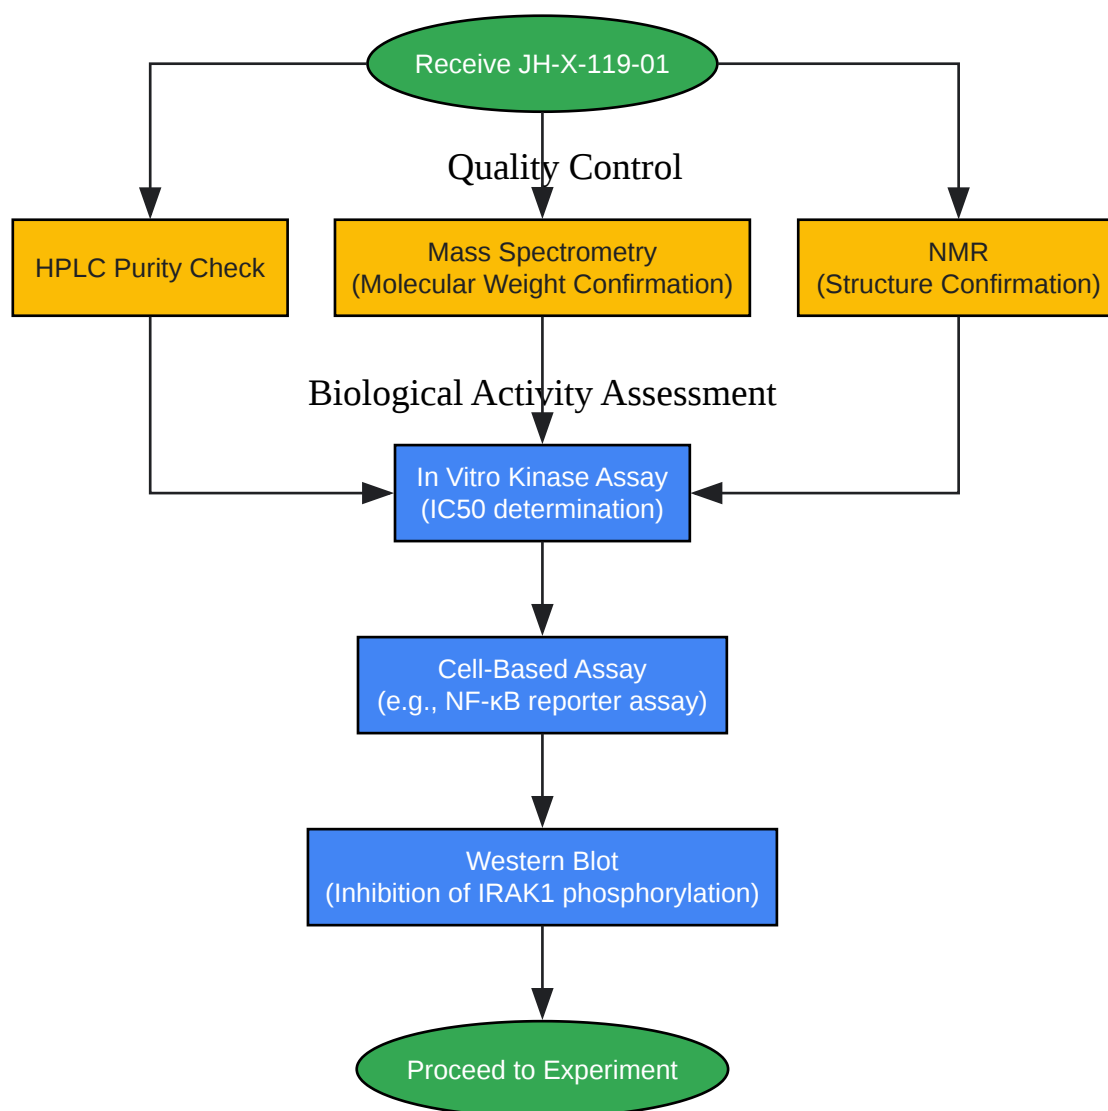 Receive JH-X-119-01
Quality Control
HPLC Purity Check
Mass Spectrometry
(Molecular Weight Confirmation)
NMR
(Structure Confirmation)
Biological Activity Assessment
In Vitro Kinase Assay
(IC50 determination)
Cell-Based Assay
(e.g., NF-κB reporter assay)
Western Blot
(Inhibition of IRAK1 phosphorylation)
Proceed to Experiment